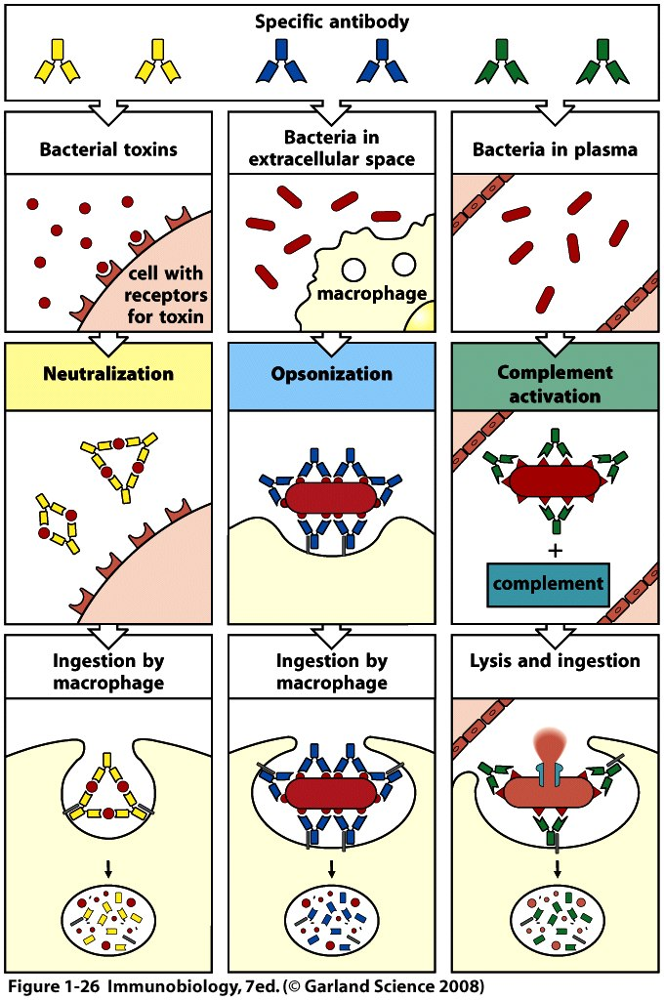 Specific antibody
Bacterial toxins
Bacteria in
extracellular space
Bacteria in plasma
cell with
receptors
for toxin
macrophage
Neutralization
Opsonization
Complement
activation
+
complement
Ingestion by
macrophage
Ingestion by
macrophage
Lysis and ingestion
Figure 1-26 Immunobiology, 7ed. (© Garland Science 2008)